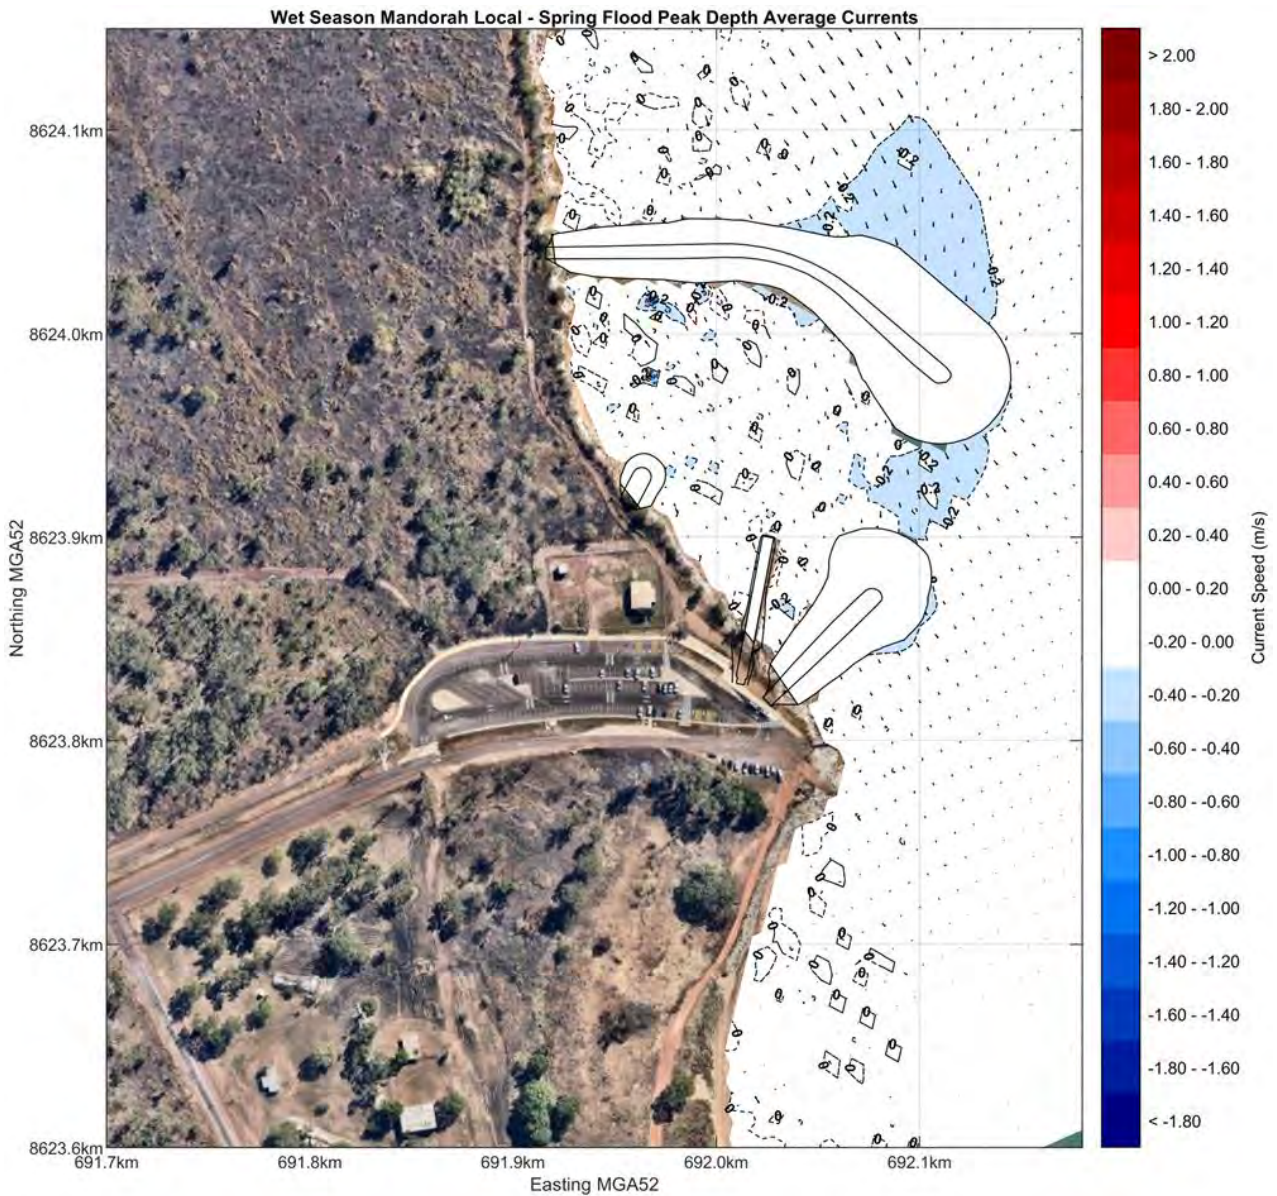 Wet Season Mandorah Local - Spring Flood Peak Depth Average Currents
8624.1km
8624.0km
8623.9km
8623.8km
8623.7km
8623.6km
Northing MGA52
691.7km
691.8km
691.9km
692.0km
692.1km
Easting MGA52
> 2.00
1.80 - 2.00
1.60 - 1.80
1.40 - 1.60
1.20 - 1.40
1.00 - 1.20
0.80 - 1.00
0.60 - 0.80
0.40 - 0.60
0.20 - 0.40
0.00 - 0.20
-0.20 - 0.00
-0.40 - -0.20
-0.60 - -0.40
-0.80 - -0.60
-1.00 - -0.80
-1.20 - -1.00
-1.40 - -1.20
-1.60 - -1.40
-1.80 - -1.60
< -1.80
Current Speed (m/s)